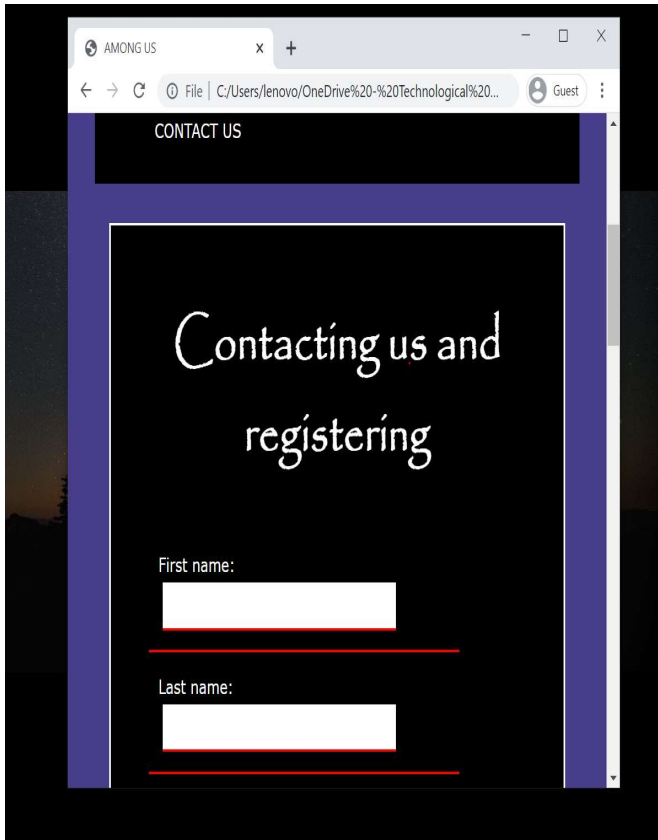 AMONG US
File | C:/Users/lenovo/OneDrive%20-%20Technological%20...
Guest
CONTACT US
Contacting us and
registering
First name:
Last name: